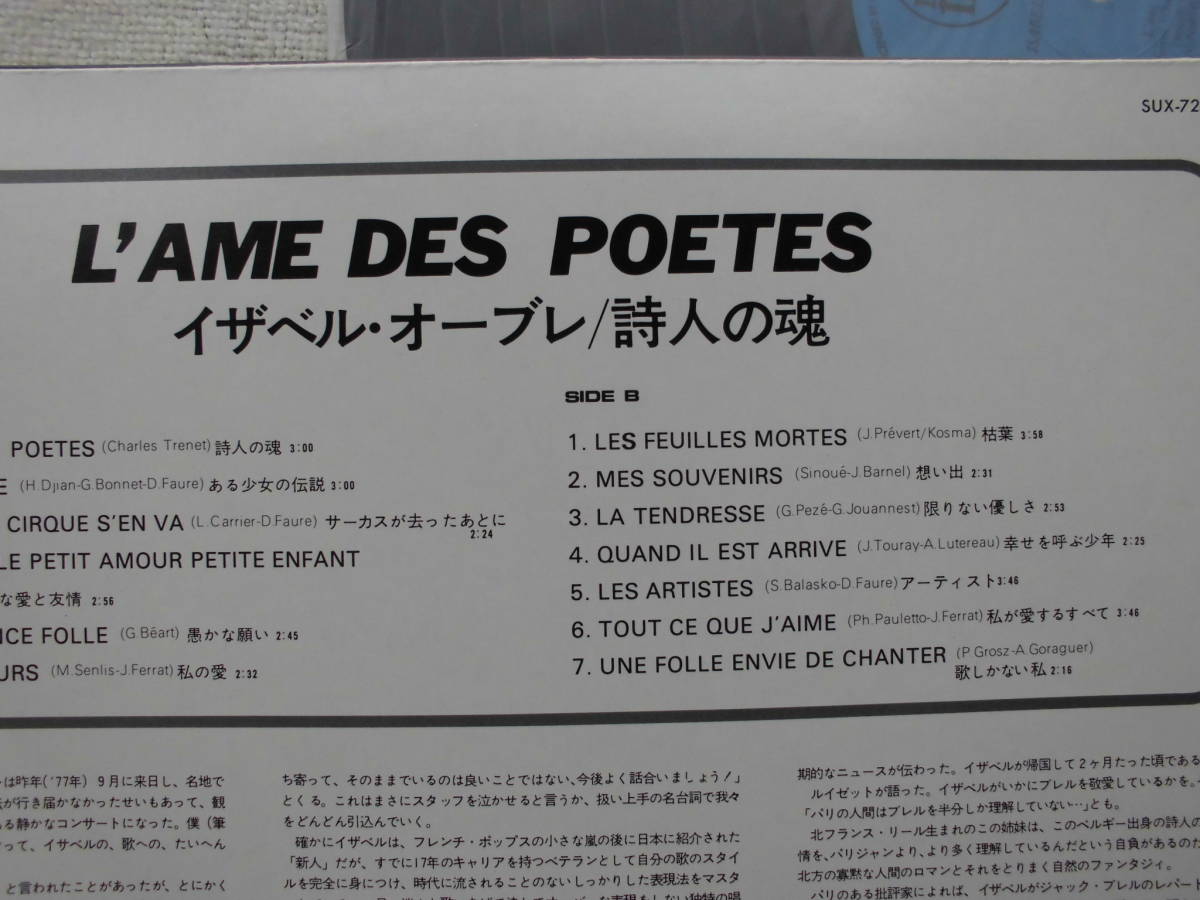 SUX-72
L'AME DES POETES
イザベル・オーブレ/詩人の魂
POETES (Charles Trenet) 詩人の魂 3:00
E (H.Djian-G.Bonnet-D.Faure) ある少女の伝説 3:00
CIRQUE S'EN VA (L.Carrier-D.Faure) サーカスが去ったあとに 2:24
LE PETIT AMOUR PETITE ENFANT
な愛と友情 2:56
NCE FOLLE (G.Béart) 愚かな願い 2:45
URS (M.Senlis-J.Ferrat) 私の愛 2:32
SIDE B
1. LES FEUILLES MORTES (J.Prévert/Kosma) 枯葉 3:58
2. MES SOUVENIRS (Sinoué-J.Barnel) 想い出 2:31
3. LA TENDRESSE (G.Pezé-G.Jouannest) 限りない優しさ 2:53
4. QUAND IL EST ARRIVE (J.Touray-A.Lutereau) 幸せを呼ぶ少年 2:25
5. LES ARTISTES (S.Balasko-D.Faure) アーティスト 3:46
6. TOUT CE QUE J'AIME (Ph.Pauletto-J.Ferrat) 私が愛するすべて 3:46
7. UNE FOLLE ENVIE DE CHANTER (P.Grosz-A.Goraguer)
歌しかない私 2:16
は昨年('77年) 9月に来日し、名地で
が行き届かなかったせいもあって、観
る静かなコンサートになった。僕 (筆
って、イザベルの、歌への、たいへん
と言われたことがあったが、とにかく
ち寄って、そのままでいるのは良いことではない、今後よく話合いましょう!」
とくる。これはまさにスタッフを泣かせると言うか、扱い上手の名台詞で我々
をどんどん引込んでいく。
確かにイザベルは、フレンチ・ポップスの小さな嵐の後に日本に紹介された
「新人」だが、すでに17年のキャリアを持つベテランとして自分の歌のスタイ
ルを完全に身につけ、時代に流されることのないしっかりした表現法をマスタ
期的なニュースが伝わった。イザベルが帰国して2ヶ月たった頃である
ルイゼットが語った。イザベルがいかにブレルを敬愛しているかを。
「パリの人間はブレルを半分しか理解していない…」とも。
北フランス・リール生まれのこの姉妹は、このベルギー出身の詩人の
情を、パリジャンより、より多く理解しているんだという自負があるのだ
北方の寡黙な人間のロマンとそれをとりまく自然のファンタジィ。
パリのある批評家によれば、イザベルがジャック・ブレルのレパート